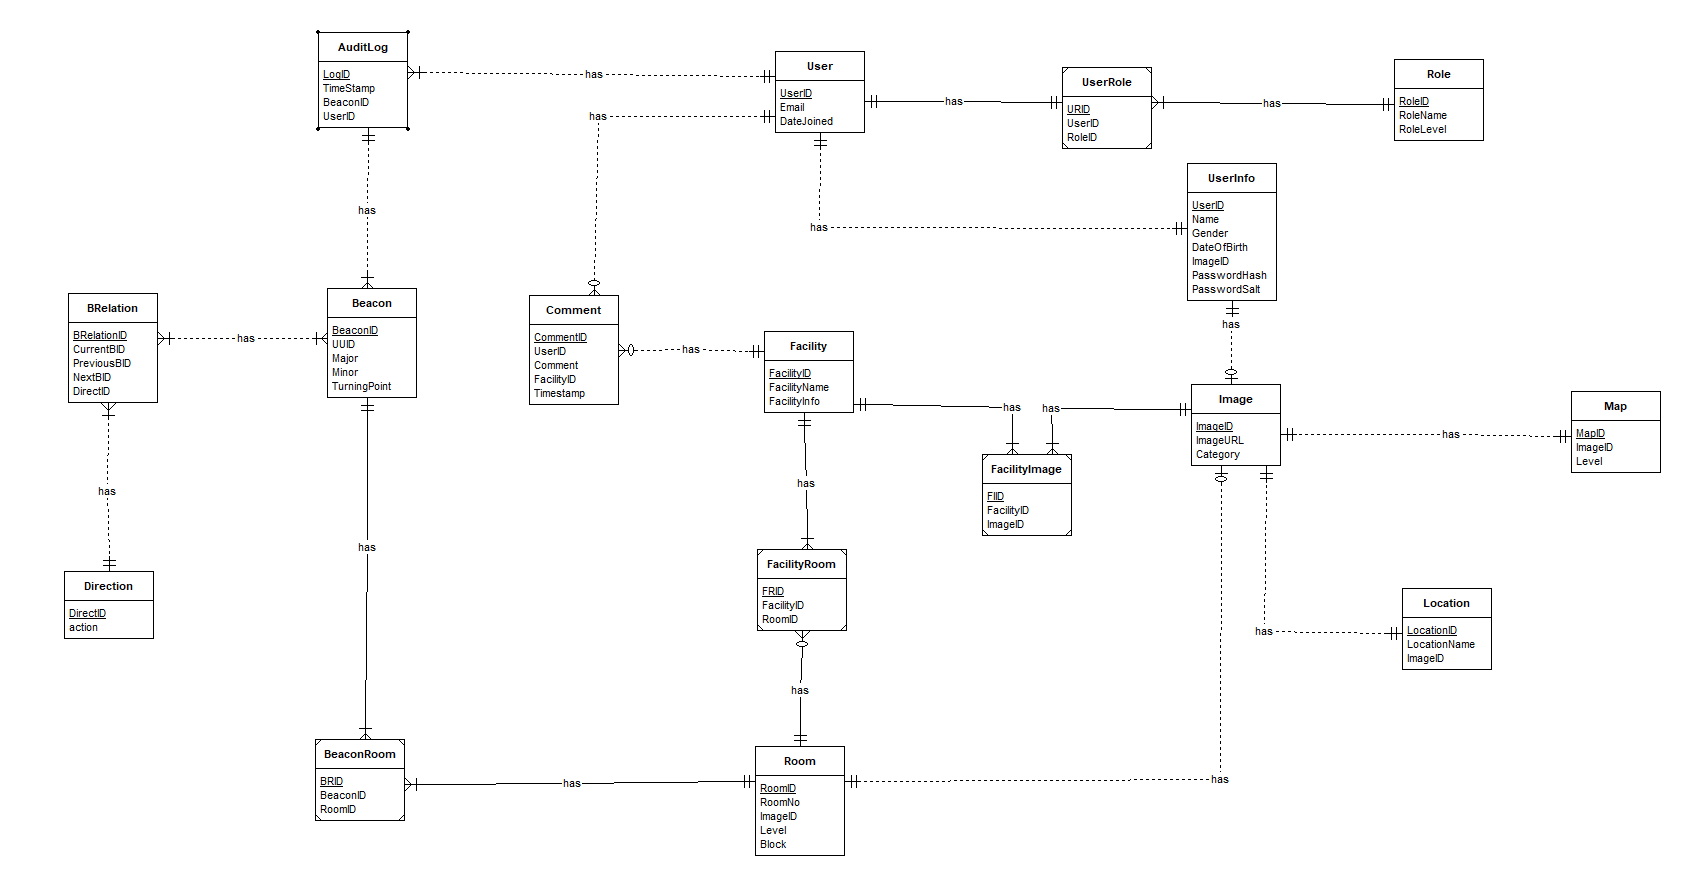 AuditLog
LogID
TimeStamp
BeaconID
UserID
has
User
UserID
Email
DateJoined
has
UserRole
URID
UserID
RoleID
has
Role
RoleID
RoleName
RoleLevel
has
has
has
UserInfo
UserID
Name
Gender
DateOfBirth
ImageID
PasswordHash
PasswordSalt
has
BRelation
BRelationID
CurrentBID
PreviousBID
NextBID
DirectID
has
Beacon
BeaconID
UUID
Major
Minor
TurningPoint
Comment
CommentID
UserID
Comment
FacilityID
Timestamp
has
Facility
FacilityID
FacilityName
FacilityInfo
has
has
Image
ImageID
ImageURL
Category
has
Map
MapID
ImageID
Level
has
has
FacilityImage
FIID
FacilityID
ImageID
has
Direction
DirectID
action
FacilityRoom
FRID
FacilityID
RoomID
has
Location
LocationID
LocationName
ImageID
has
BeaconRoom
BRID
BeaconID
RoomID
has
Room
RoomID
RoomNo
ImageID
Level
Block
has